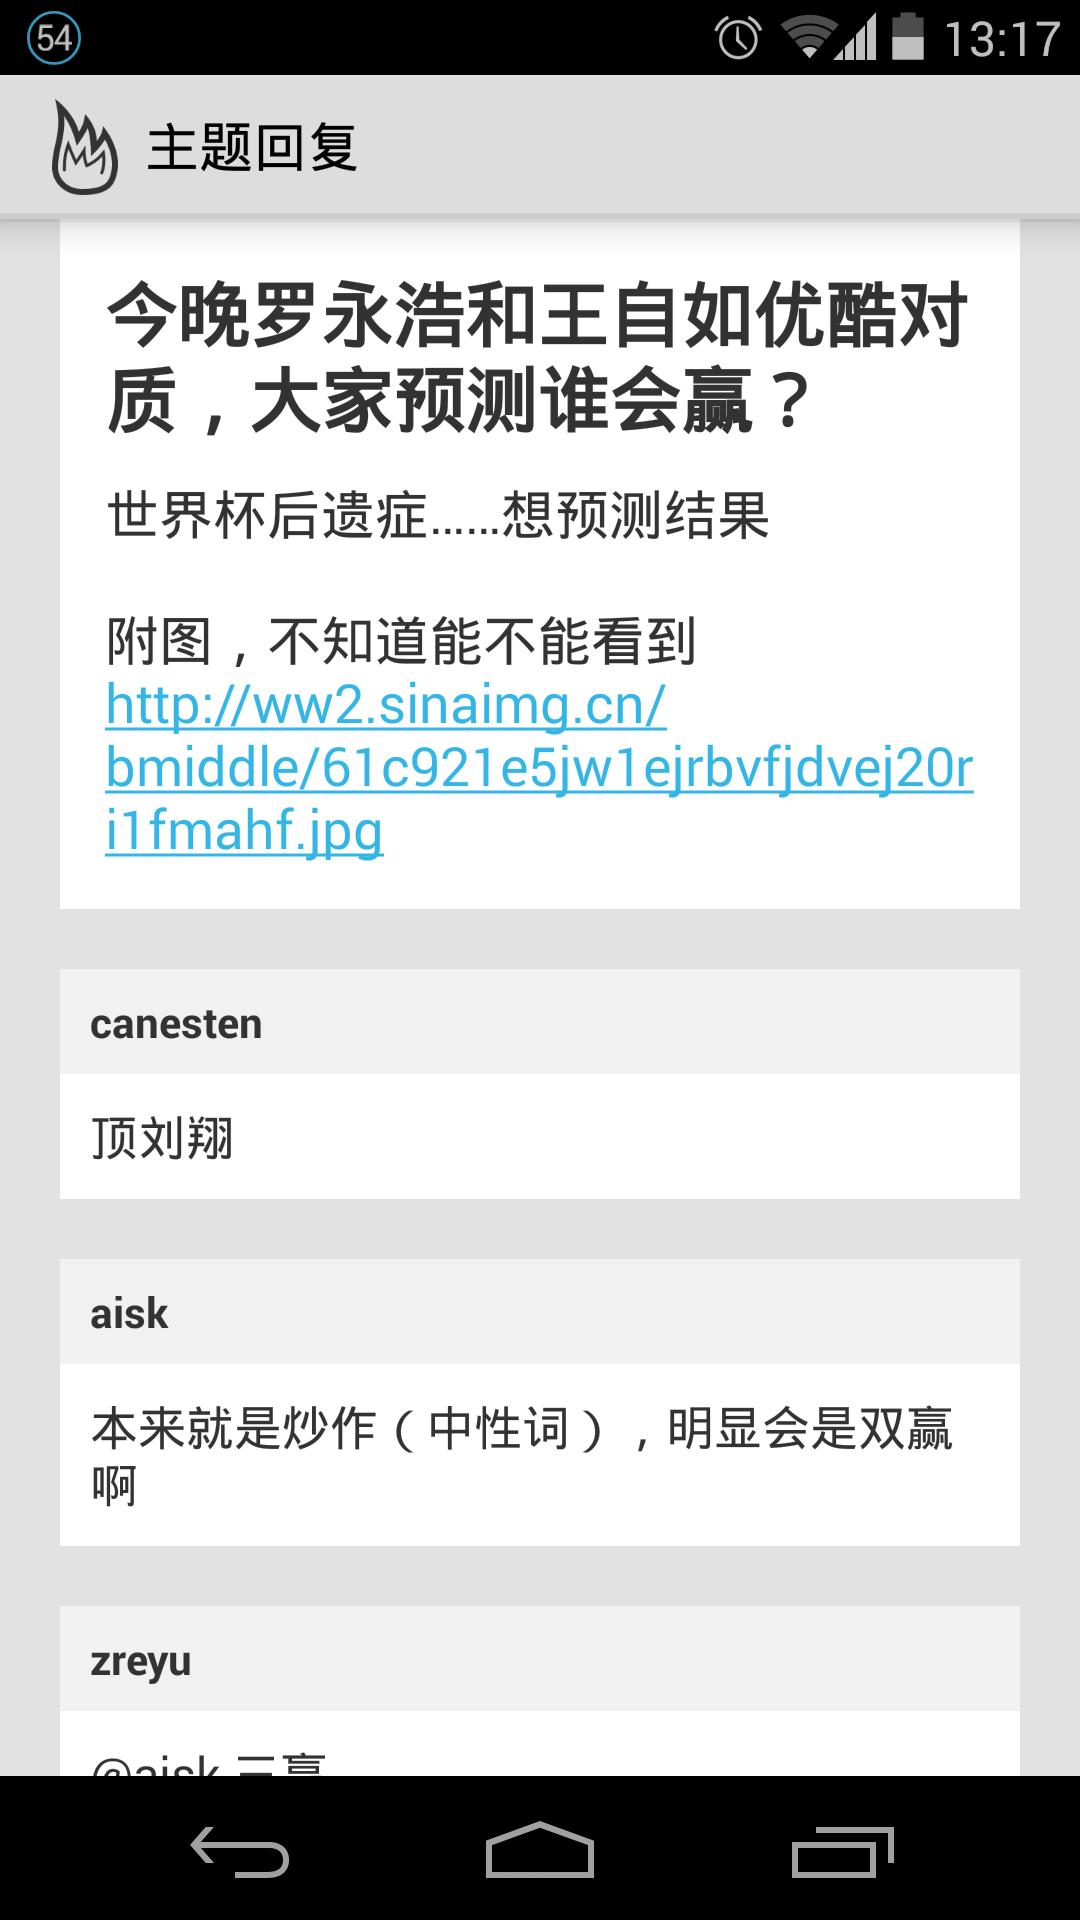 54
13:17
主题回复
今晚罗永浩和王自如优酷对
质，大家预测谁会赢？
世界杯后遗症......想预测结果
附图，不知道能不能看到
http://ww2.sinaimg.cn/
bmiddle/61c921e5jw1ejrbvfjdvej20r
i1fmahf.jpg
canesten
顶刘翔
aisk
本来就是炒作（中性词），明显会是双赢
啊
zreyu
@aisk 三赢